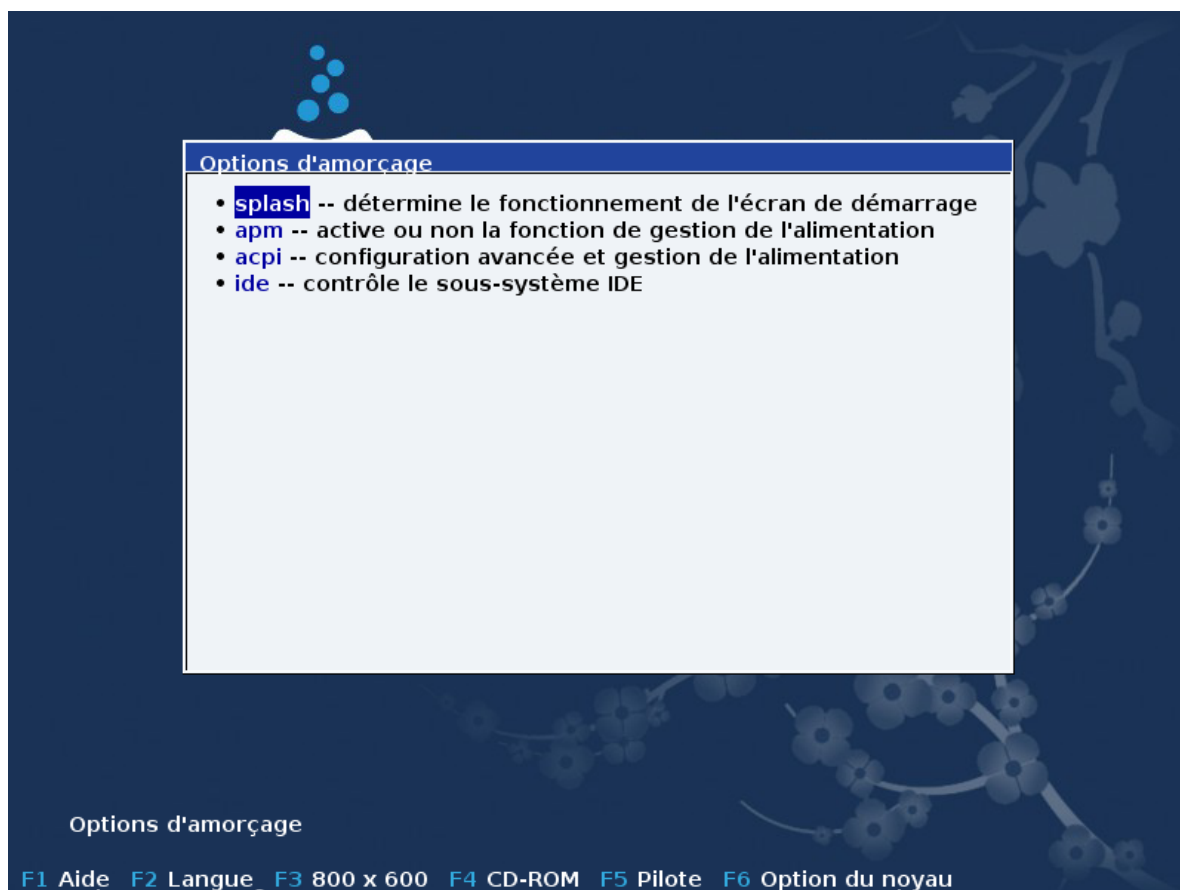 Options d'amorçage
• splash -- détermine le fonctionnement de l'écran de démarrage
• apm -- active ou non la fonction de gestion de l'alimentation
• acpi -- configuration avancée et gestion de l'alimentation
• ide -- contrôle le sous-système IDE
Options d'amorçage
F1 Aide F2 Langue F3 800 x 600 F4 CD-ROM F5 Pilote F6 Option du noyau